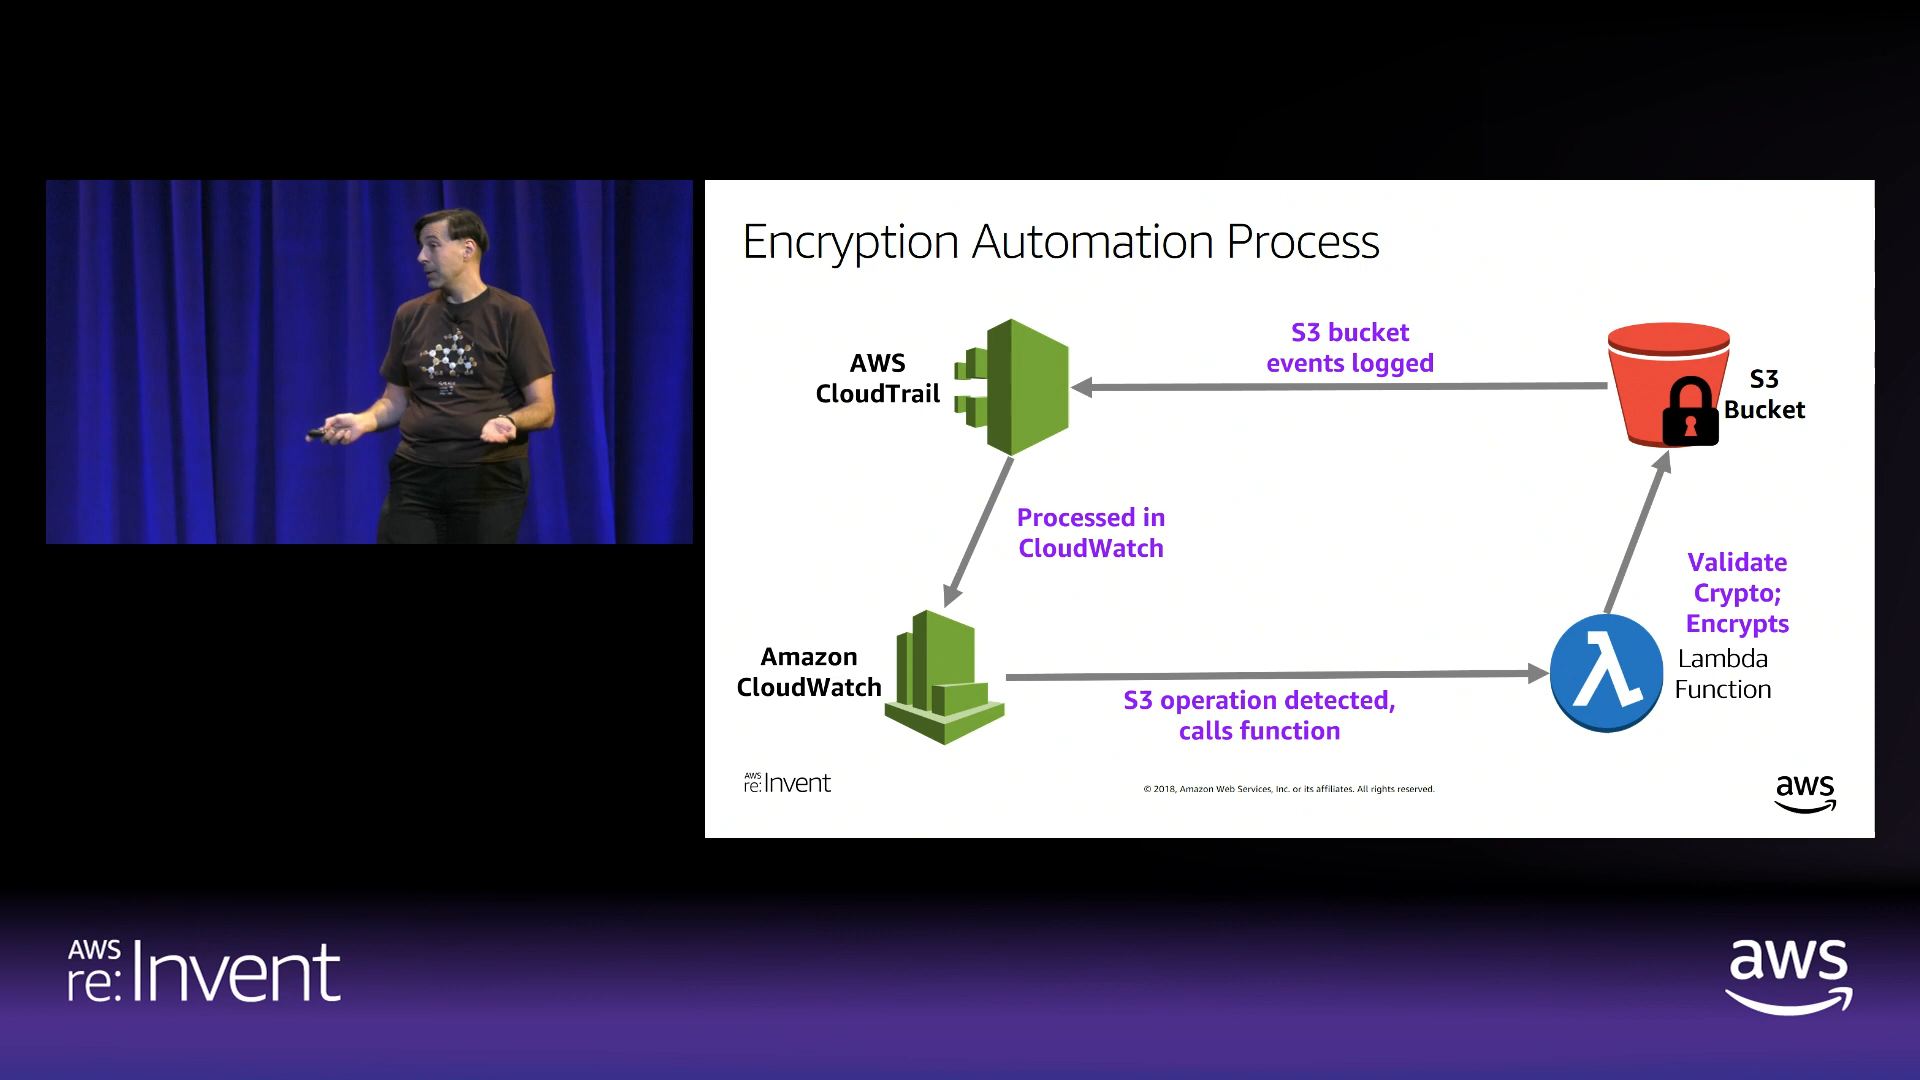 Encryption Automation Process
AWS
CloudTrail
S3 bucket
events logged
S3
Bucket
Processed in
CloudWatch
Validate
Crypto;
Encrypts
Lambda
Function
Amazon
CloudWatch
S3 operation detected,
calls function
AWS
re:Invent
© 2018, Amazon Web Services, Inc. or its affiliates. All rights reserved.
aws
AWS
re:Invent
aws